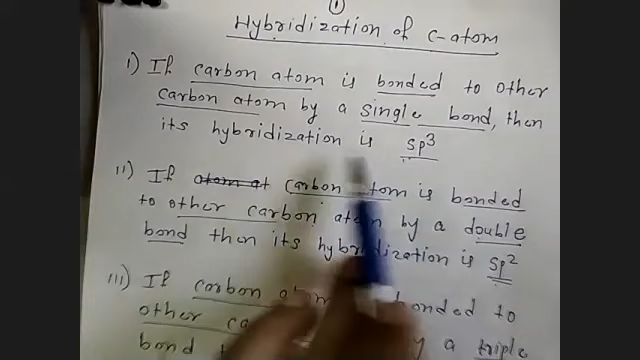 ①
Hybridization of c-atom
i) If carbon atom is bonded to other
carbon atom by a single bond, then
its hybridization is sp³
ii) If atom at carbon atom is bonded
to other carbon atom by a double
bond then its hybridization is sp²
iii) If carbon bonded to
other by a triple
bond